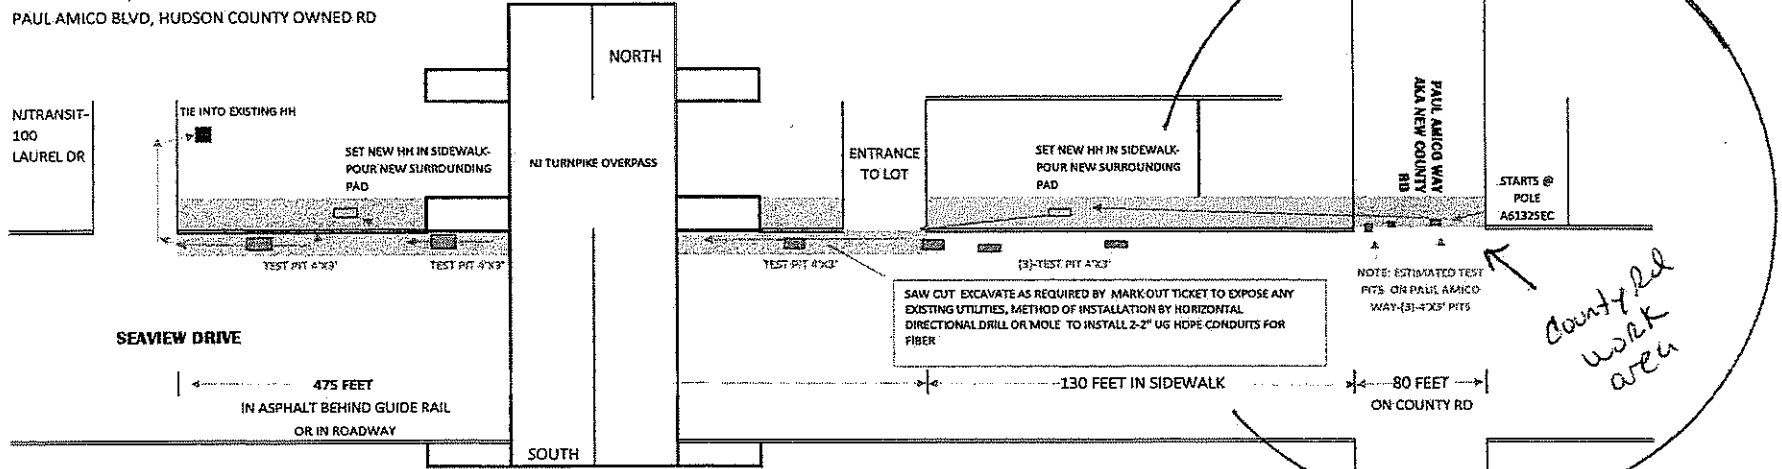 PAUL AMICO BLVD, HUDSON COUNTY OWNED RD
NORTH
NJTRANSIT-
100
LAUREL DR
TIE INTO EXISTING HH
SET NEW HH IN SIDEWALK-
POUR NEW SURROUNDING
PAD
NJ TURNPIKE OVERPASS
ENTRANCE
TO LOT
SET NEW HH IN SIDEWALK-
POUR NEW SURROUNDING
PAD
PAUL AMICO WAY
AKA NEW COUNTY
RD
STARTS @
POLE
A61325EC
TEST PIT 4'X3'
TEST PIT 4'X3'
TEST PIT 4'X3'
(3)-TEST PIT 4'X3'
NOTE: ESTIMATED TEST
PITS ON PAUL AMICO
WAY-(3)-4'X3' PITS
County Rd
work
area
SAW CUT EXCAVATE AS REQUIRED BY MARKOUT TICKET TO EXPOSE ANY
EXISTING UTILITIES, METHOD OF INSTALLATION BY HORIZONTAL
DIRECTIONAL DRILL OR MOLE TO INSTALL 2-2" UG HDPE CONDUITS FOR
FIBER
SEAVIEW DRIVE
475 FEET
IN ASPHALT BEHIND GUIDE RAIL
OR IN ROADWAY
130 FEET IN SIDEWALK
80 FEET
ON COUNTY RD
SOUTH